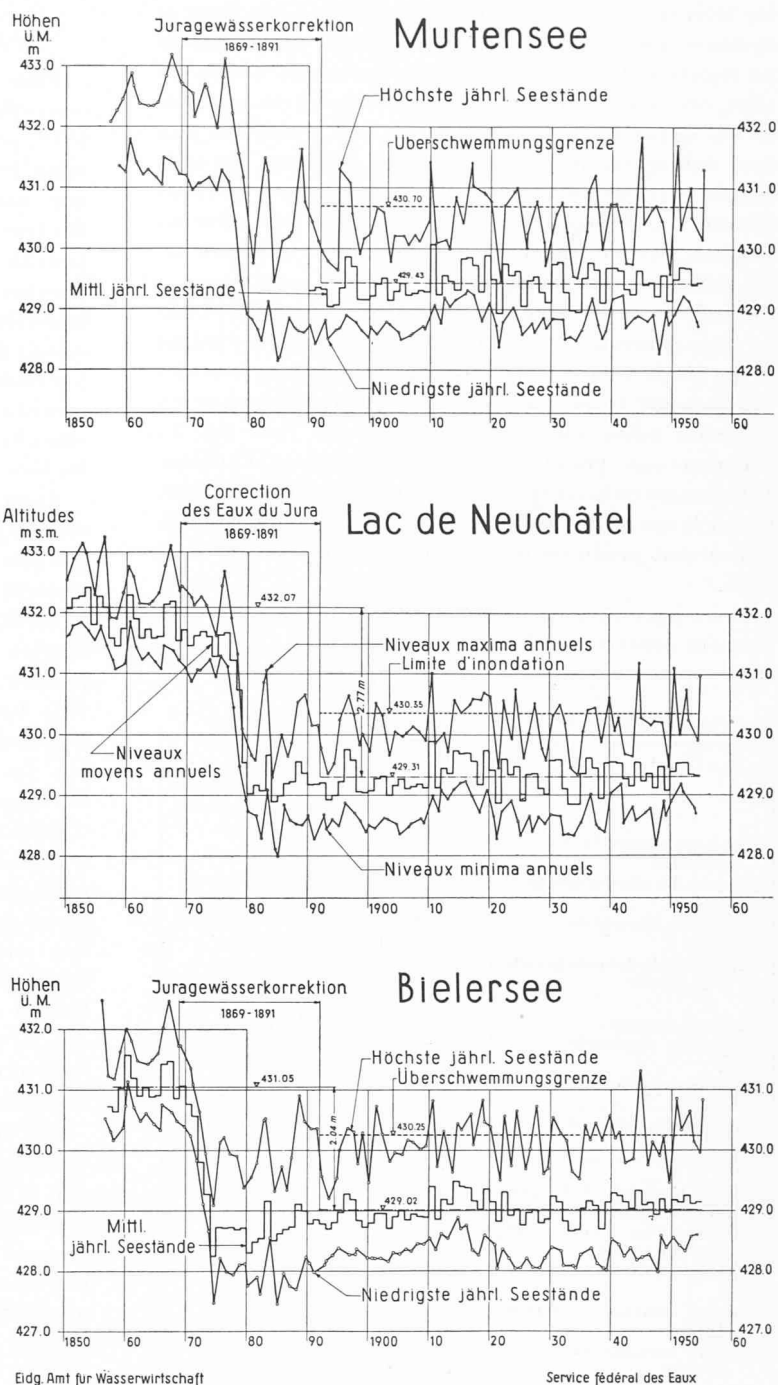 Höhen
ü.M.
m
Juragewässerkorrektion
1869-1891
Murtensee
433.0
432.0
431.0
430.0
429.0
428.0
432.0
431.0
430.0
429.0
428.0
Höchste jährl. Seestände
Überschwemmungsgrenze
430.70
429.43
Mittl. jährl. Seestände
Niedrigste jährl. Seestände
1850 60 70 80 90 1900 10 20 30 40 1950 60
Altitudes
m s.m.
Correction
des Eaux du Jura
1869-1891
Lac de Neuchâtel
433.0
432.0
431.0
430.0
429.0
428.0
432.0
431.0
430.0
429.0
428.0
432.07
Niveaux maxima annuels
Limite d'inondation
2.77 m
430.35
429.31
Niveaux
moyens annuels
Niveaux minima annuels
1850 60 70 80 90 1900 10 20 30 40 1950 60
Höhen
ü. M.
m
Juragewässerkorrektion
1869-1891
Bielersee
432.0
431.0
430.0
429.0
428.0
427.0
431.0
430.0
429.0
428.0
427.0
431.05
Höchste jährl. Seestände
Überschwemmungsgrenze
2.04 m
430.25
429.02
Mittl.
jährl. Seestände
Niedrigste jährl. Seestände
1850 60 70 80 90 1900 10 20 30 40 1950 60
Eidg. Amt für Wasserwirtschaft
Service fédéral des Eaux